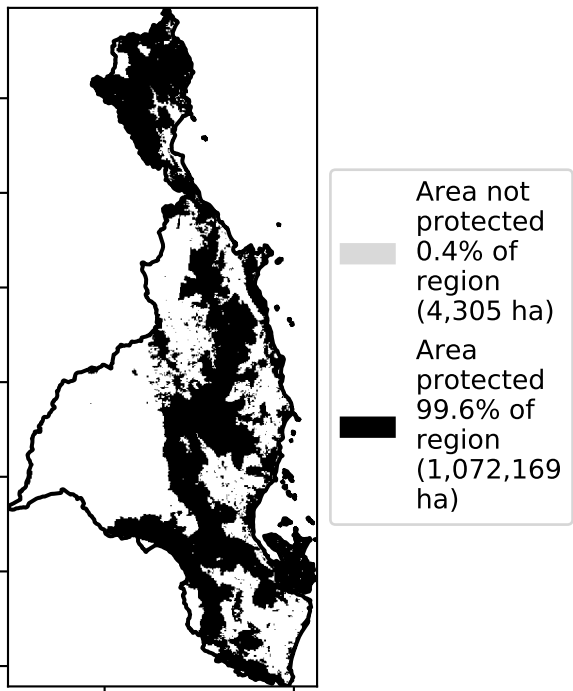 Area not
protected
0.4% of
region
(4,305 ha)
Area
protected
99.6% of
region
(1,072,169
ha)